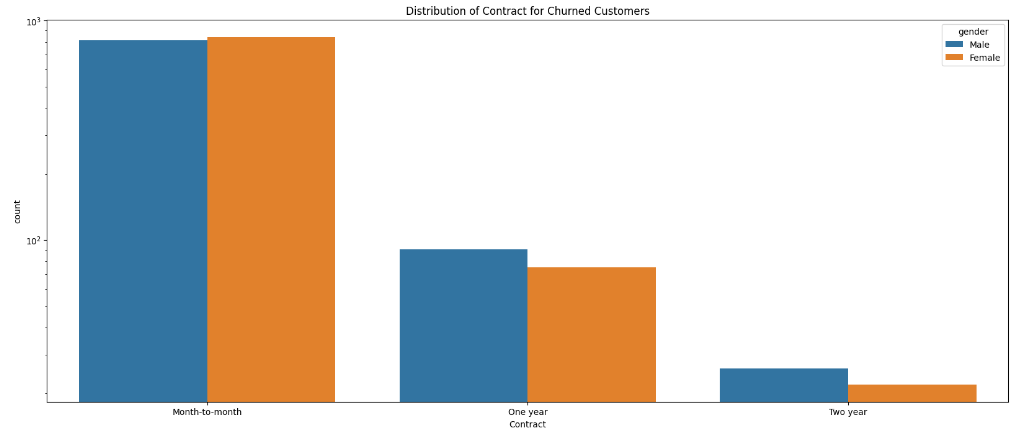 Distribution of Contract for Churned Customers
10³
10²
count
gender
Male
Female
Month-to-month
One year
Two year
Contract